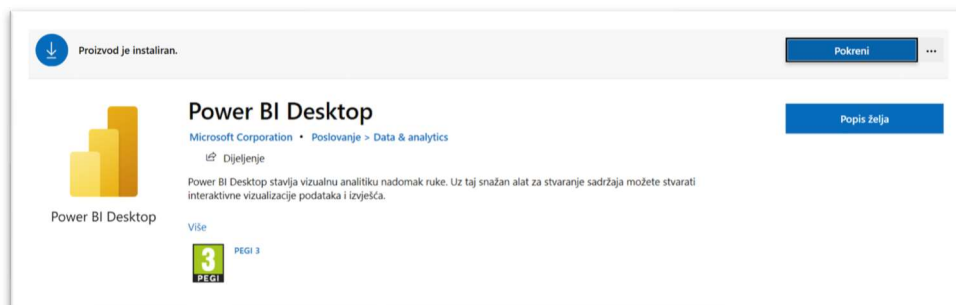 Proizvod je instaliran.
Pokreni
...
Power BI Desktop
Popis želja
Microsoft Corporation • Poslovanje > Data & analytics
Dijeljenje
Power BI Desktop stavlja vizualnu analitiku nadomak ruke. Uz taj snažan alat za stvaranje sadržaja možete stvarati
interaktivne vizualizacije podataka i izvješća.
Power BI Desktop
Više
3
PEGI
PEGI 3